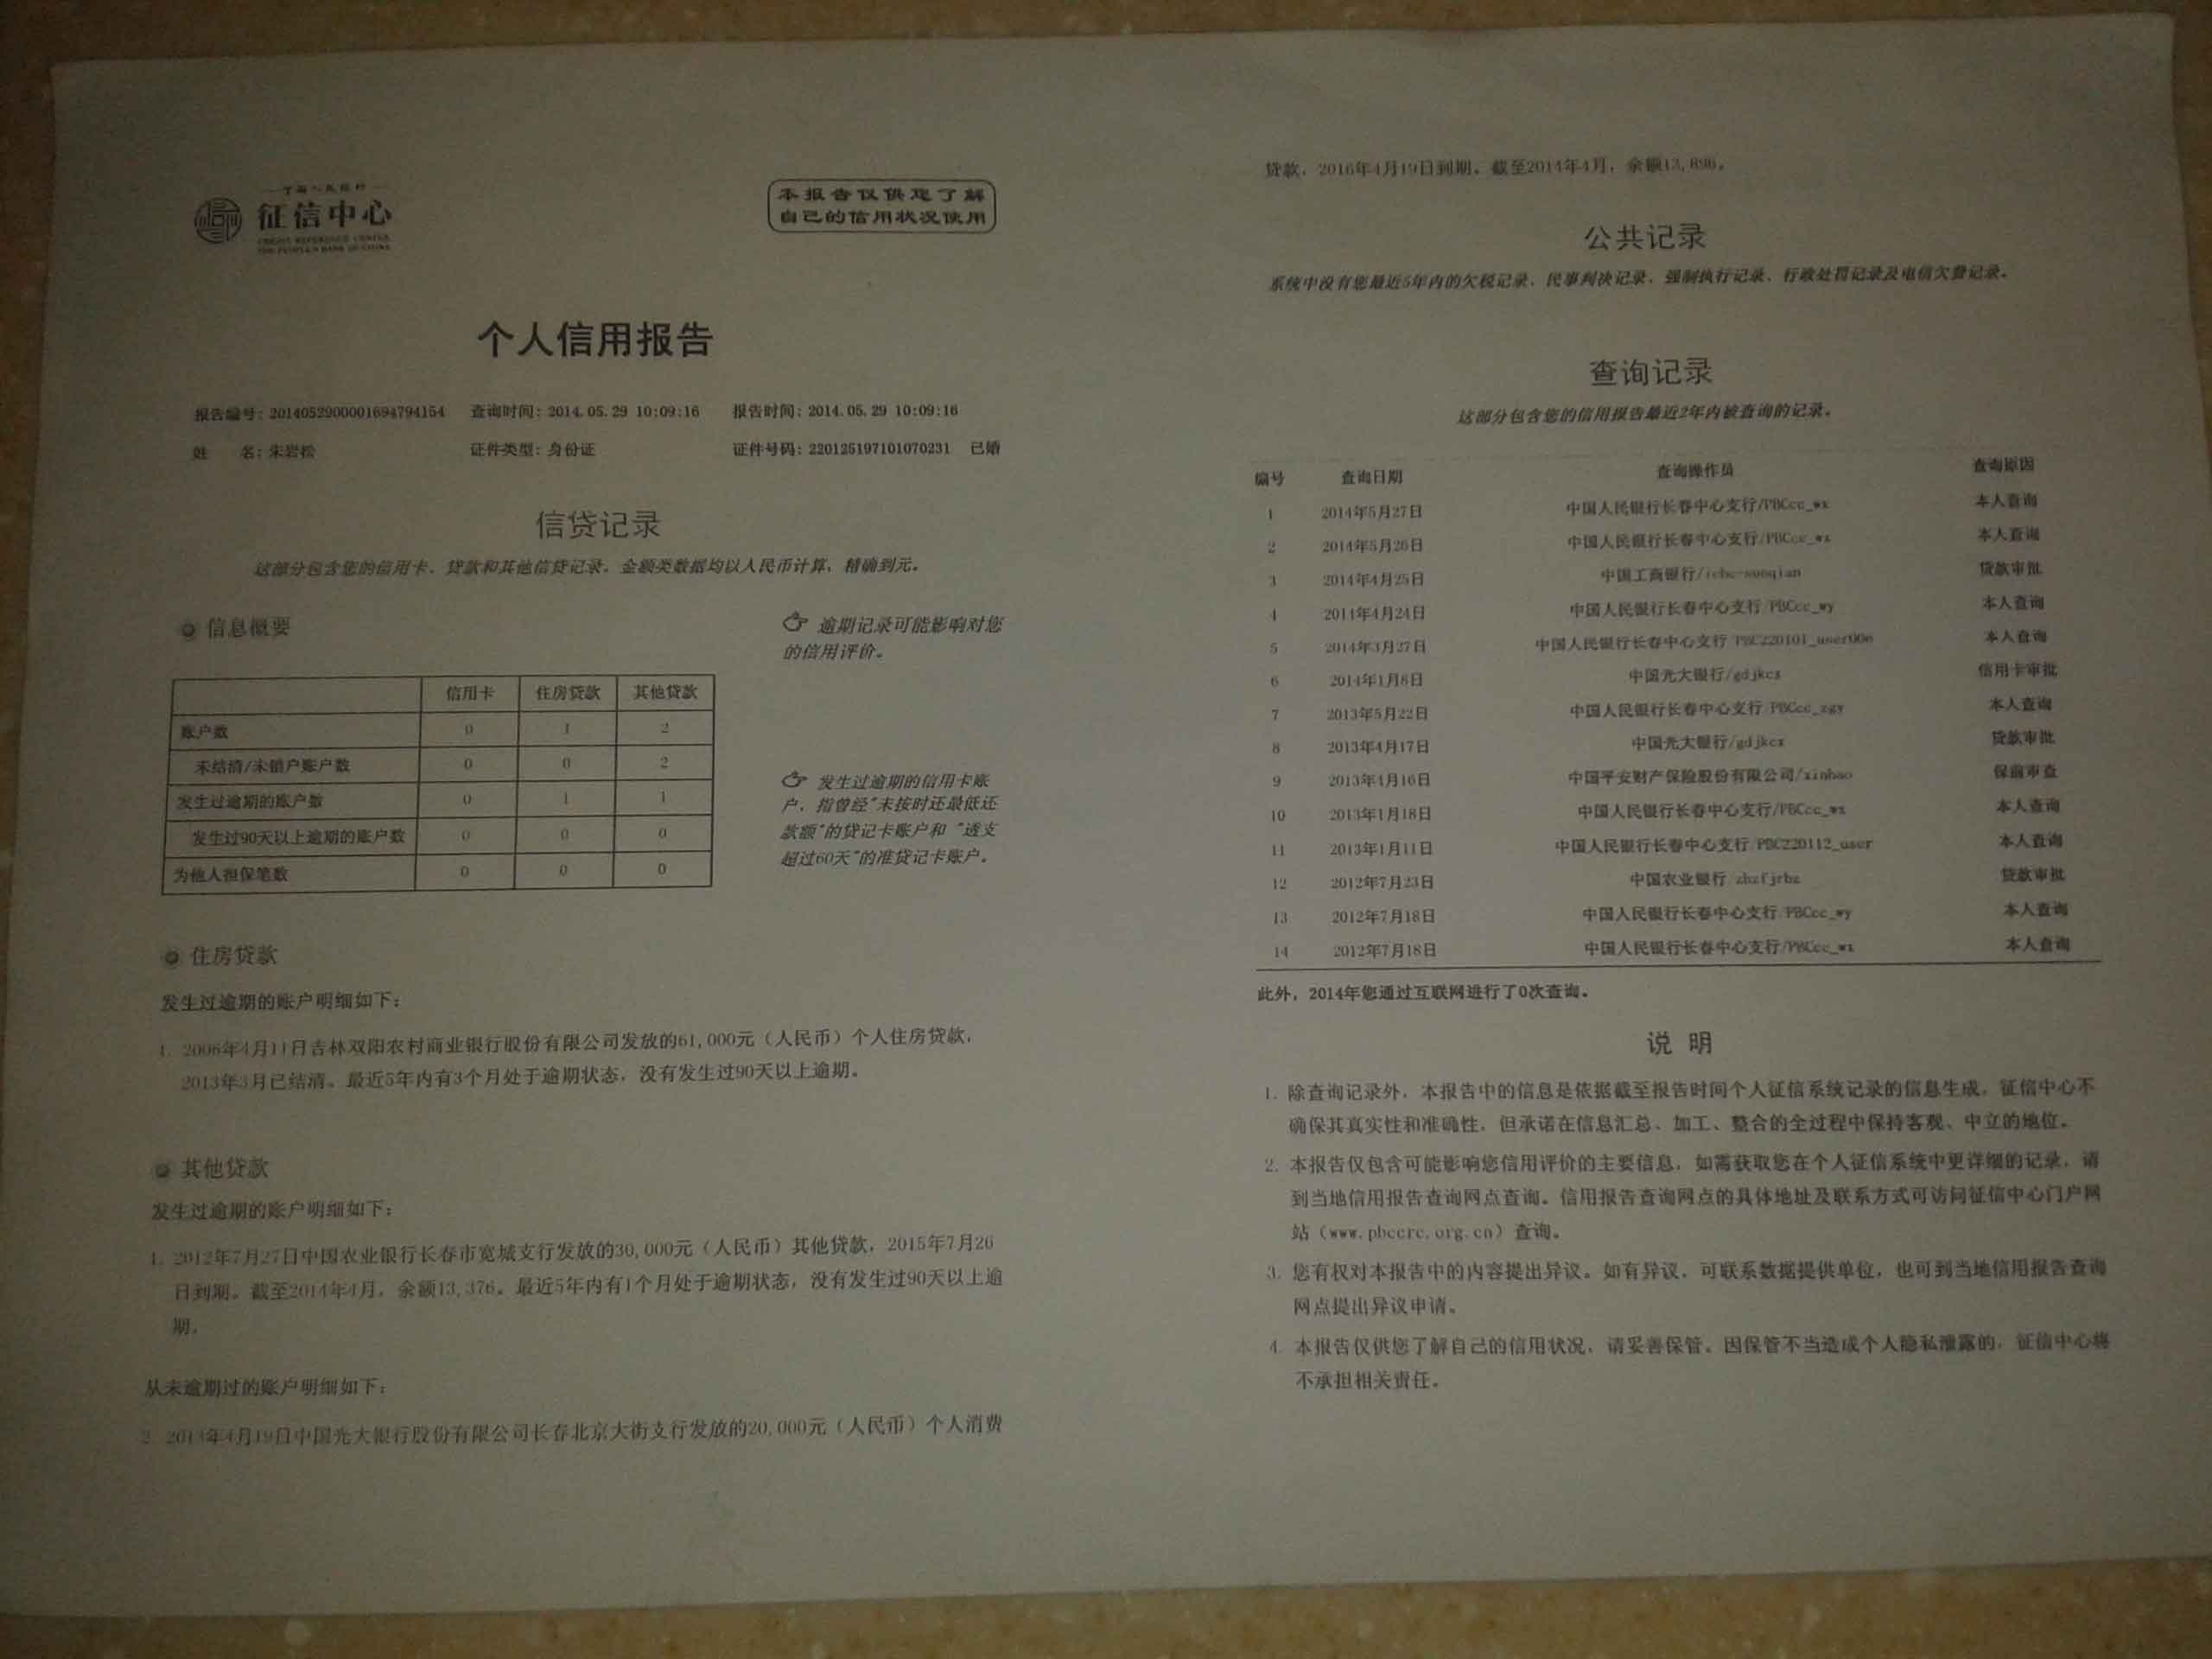 中国人民银行
征信中心
CREDIT REFERENCE CENTER
THE PEOPLE'S BANK OF CHINA
本报告仅供您了解
自己的信用状况使用
个人信用报告
报告编号: 2014052900001694794154 查询时间: 2014.05.29 10:09:16 报告时间: 2014.05.29 10:09:16
姓 名: 朱岩松 证件类型: 身份证 证件号码: 220125197101070231 已婚
信贷记录
这部分包含您的信用卡、贷款和其他信贷记录。金额类数据均以人民币计算，精确到元。
信息概要
逾期记录可能影响对您
的信用评价。
信用卡 住房贷款 其他贷款
账户数 0 1 2
未结清/未销户账户数 0 0 2
发生过逾期的账户数 0 1 1
发生过90天以上逾期的账户数 0 0 0
为他人担保笔数 0 0 0
发生过逾期的信用卡账
户，指曾经“未按时还最低还
款额”的贷记卡账户和“透支
超过60天”的准贷记卡账户。
住房贷款
发生过逾期的账户明细如下:
1. 2006年4月11日吉林双阳农村商业银行股份有限公司发放的61,000元（人民币）个人住房贷款，
2013年3月已结清。最近5年内有3个月处于逾期状态，没有发生过90天以上逾期。
其他贷款
发生过逾期的账户明细如下:
1. 2012年7月27日中国农业银行长春市宽城支行发放的30,000元（人民币）其他贷款，2015年7月26
日到期。截至2014年4月，余额13,376。最近5年内有1个月处于逾期状态，没有发生过90天以上逾
期。
从未逾期过的账户明细如下:
2. 2013年4月19日中国光大银行股份有限公司长春北京大街支行发放的20,000元（人民币）个人消费
贷款，2016年4月19日到期。截至2014年4月，余额13,896。
公共记录
系统中没有您最近5年内的欠税记录、民事判决记录、强制执行记录、行政处罚记录及电信欠费记录。
查询记录
这部分包含您的信用报告最近2年内被查询的记录。
编号 查询日期 查询操作员 查询原因
1 2014年5月27日 中国人民银行长春中心支行/PBCcc_wx 本人查询
2 2014年5月26日 中国人民银行长春中心支行/PBCcc_wx 本人查询
3 2014年4月25日 中国工商银行/icbc-suoqian 贷款审批
4 2014年4月24日 中国人民银行长春中心支行/PBCcc_wy 本人查询
5 2014年3月27日 中国人民银行长春中心支行/PBC220101_user006 本人查询
6 2014年1月8日 中国光大银行/gdjkcx 信用卡审批
7 2013年5月22日 中国人民银行长春中心支行/PBCcc_zgy 本人查询
8 2013年4月17日 中国光大银行/gdjkcx 贷款审批
9 2013年4月16日 中国平安财产保险股份有限公司/xinbao 保前审查
10 2013年1月18日 中国人民银行长春中心支行/PBCcc_wx 本人查询
11 2013年1月11日 中国人民银行长春中心支行/PBC220112_user 本人查询
12 2012年7月23日 中国农业银行/zhzfjrbz 贷款审批
13 2012年7月18日 中国人民银行长春中心支行/PBCcc_wy 本人查询
14 2012年7月18日 中国人民银行长春中心支行/PBCcc_wx 本人查询
此外，2014年您通过互联网进行了0次查询。
说 明
1. 除查询记录外，本报告中的信息是依据截至报告时间个人征信系统记录的信息生成，征信中心不
确保其真实性和准确性，但承诺在信息汇总、加工、整合的全过程中保持客观、中立的地位。
2. 本报告仅包含可能影响您信用评价的主要信息，如需获取您在个人征信系统中更详细的记录，请
到当地信用报告查询网点查询。信用报告查询网点的具体地址及联系方式可访问征信中心门户网
站（www.pbccrc.org.cn）查询。
3. 您有权对本报告中的内容提出异议。如有异议，可联系数据提供单位，也可到当地信用报告查询
网点提出异议申请。
4. 本报告仅供您了解自己的信用状况，请妥善保管。因保管不当造成个人隐私泄露的，征信中心将
不承担相关责任。